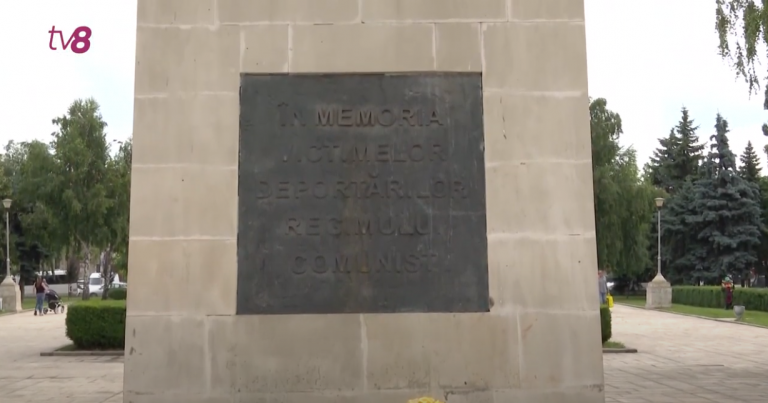 tv8
ÎN MEMORIA
VICTIMELOR
DEPORTĂRILOR
REGIMULUI
COMUNIST